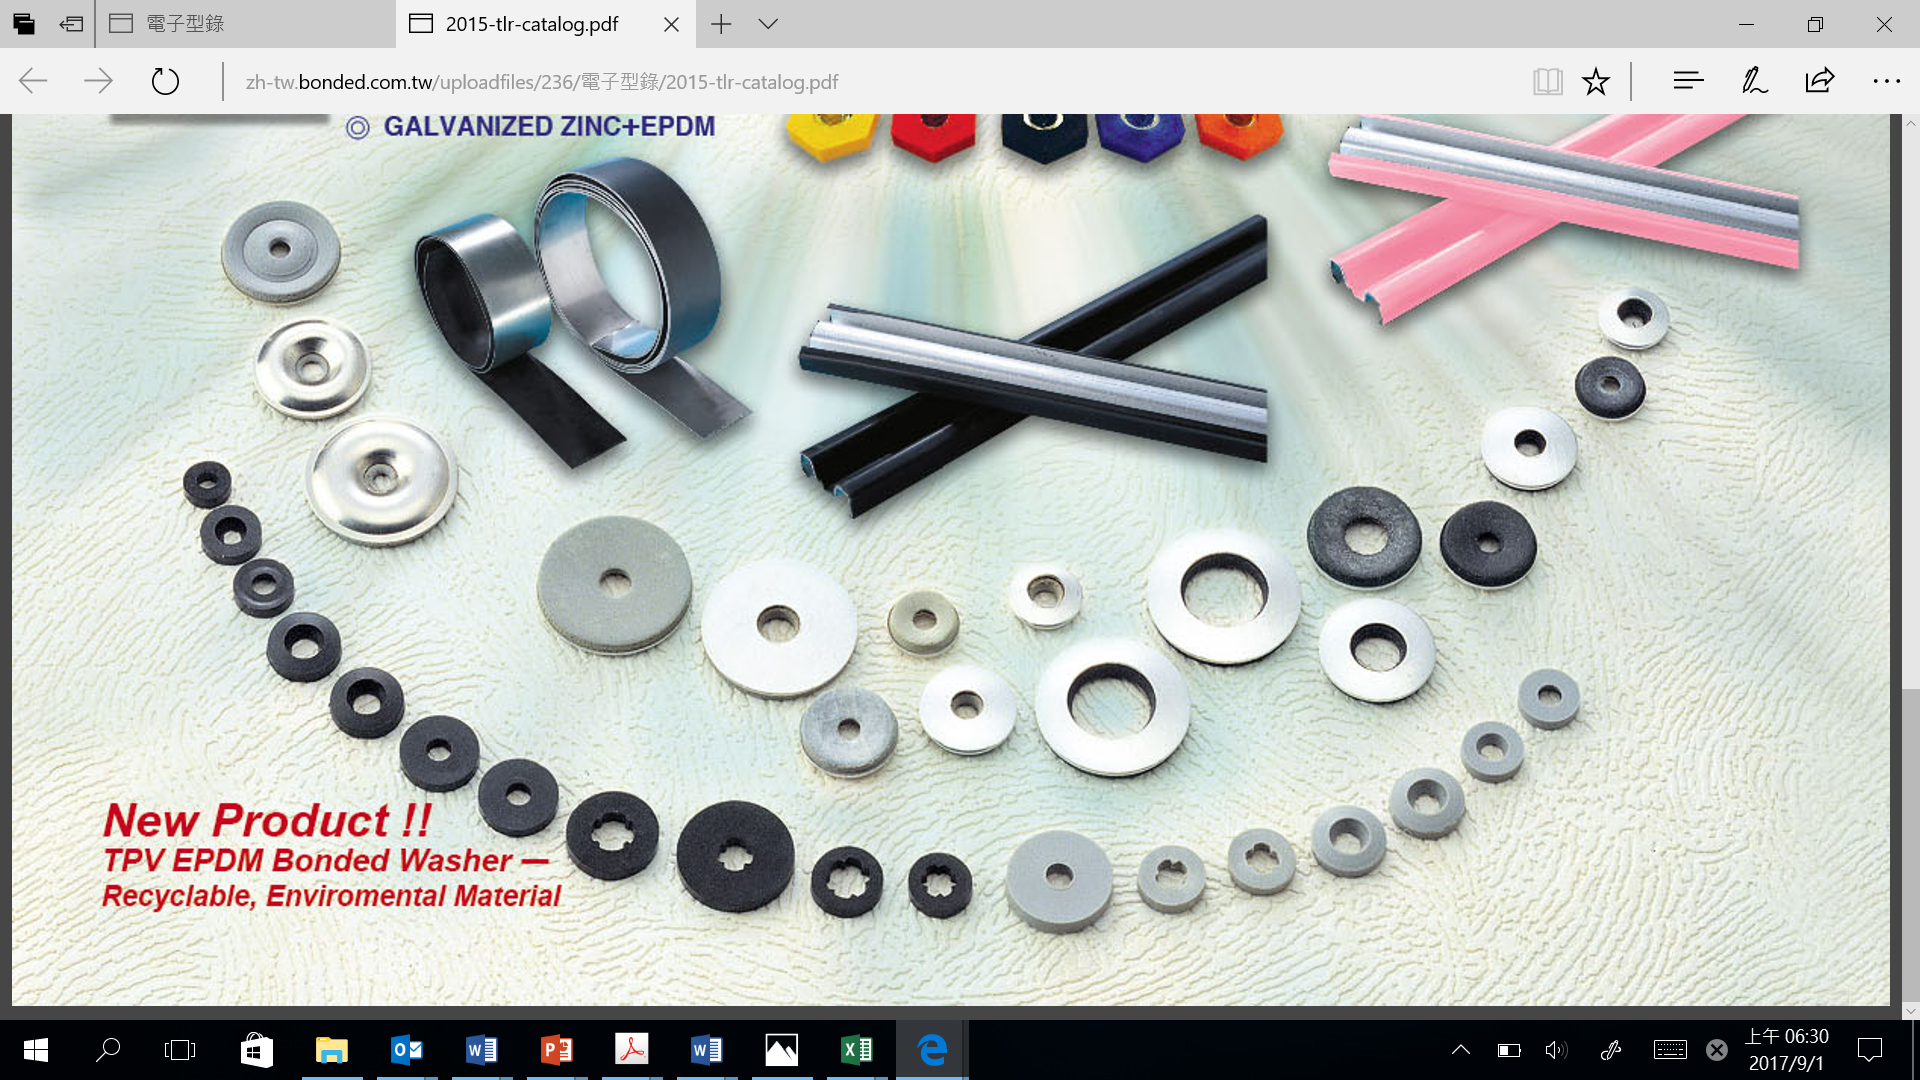 電子型錄
2015-tlr-catalog.pdf
zh-tw.bonded.com.tw/uploadfiles/236/電子型錄/2015-tlr-catalog.pdf
◎ GALVANIZED ZINC+EPDM
New Product !!
TPV EPDM Bonded Washer —
Recyclable, Enviromental Material
上午 06:30
2017/9/1